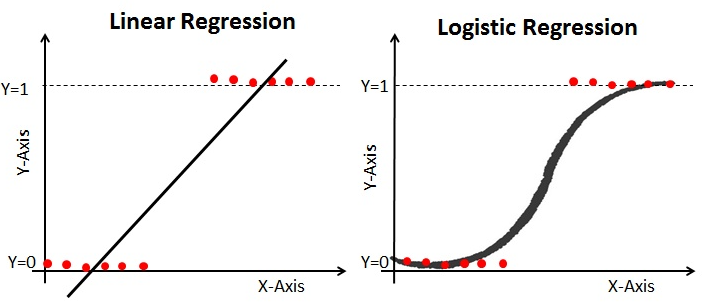 Linear Regression
Y=1
Y-Axis
Y=0
X-Axis
Logistic Regression
Y=1
Y-Axis
Y=0
X-Axis